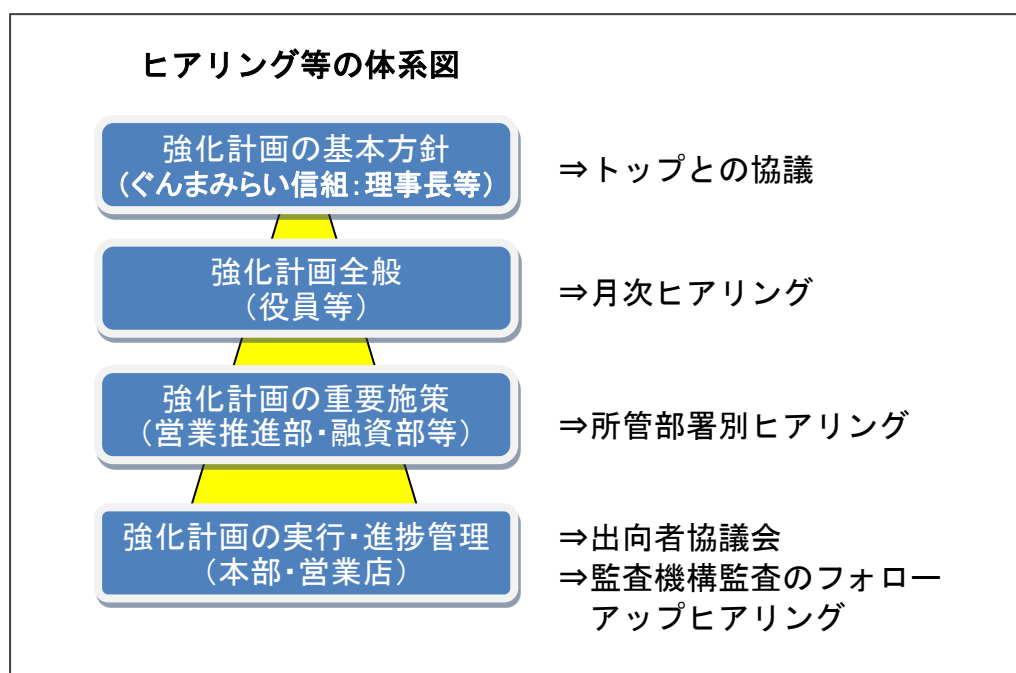 ヒアリング等の体系図
強化計画の基本方針
（ぐんまみらい信組：理事長等）
⇒トップとの協議
強化計画全般
（役員等）
⇒月次ヒアリング
強化計画の重要施策
（営業推進部・融資部等）
⇒所管部署別ヒアリング
強化計画の実行・進捗管理
（本部・営業店）
⇒出向者協議会
⇒監査機構監査のフォロー
アップヒアリング